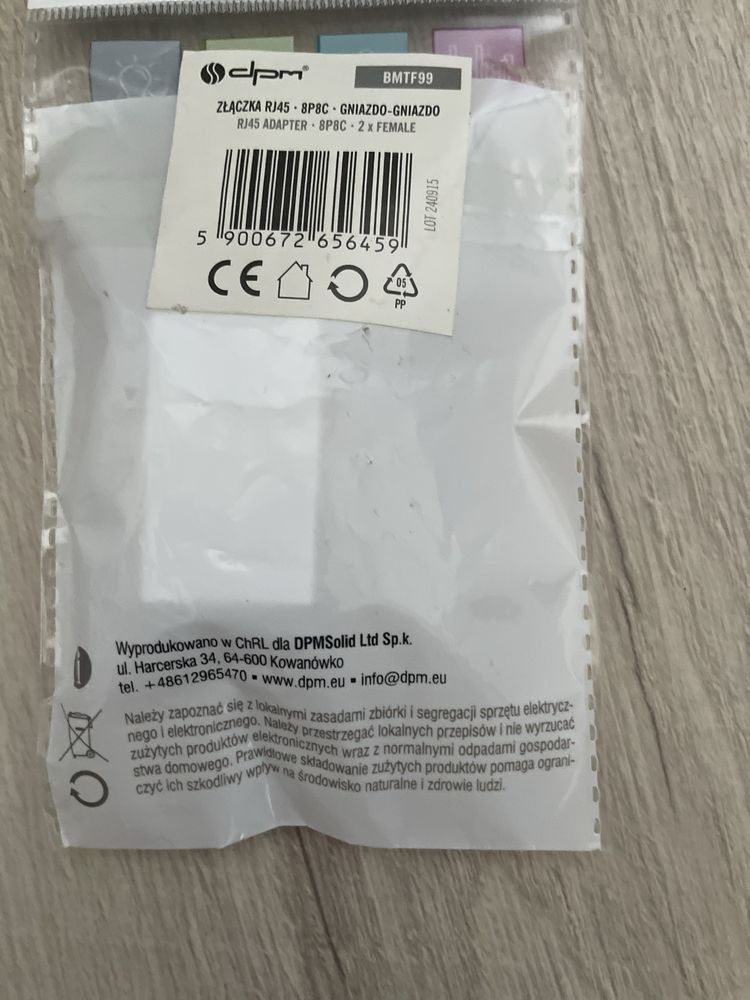 dpm®
BMTF99
ZŁĄCZKA RJ45 · 8P8C · GNIAZDO-GNIAZDO
RJ45 ADAPTER · 8P8C · 2 x FEMALE
LOT 240915
5 900672 656459
CE
05
PP
Wyprodukowano w ChRL dla DPMSolid Ltd Sp.k.
ul. Harcerska 34, 64-600 Kowanówko
tel. +48612965470 ▪ www.dpm.eu ▪ info@dpm.eu
Należy zapoznać się z lokalnymi zasadami zbiórki i segregacji sprzętu elektrycz-
nego i elektronicznego. Należy przestrzegać lokalnych przepisów i nie wyrzucać
zużytych produktów elektronicznych wraz z normalnymi odpadami gospodar-
stwa domowego. Prawidłowe składowanie zużytych produktów pomaga ograni-
czyć ich szkodliwy wpływ na środowisko naturalne i zdrowie ludzi.